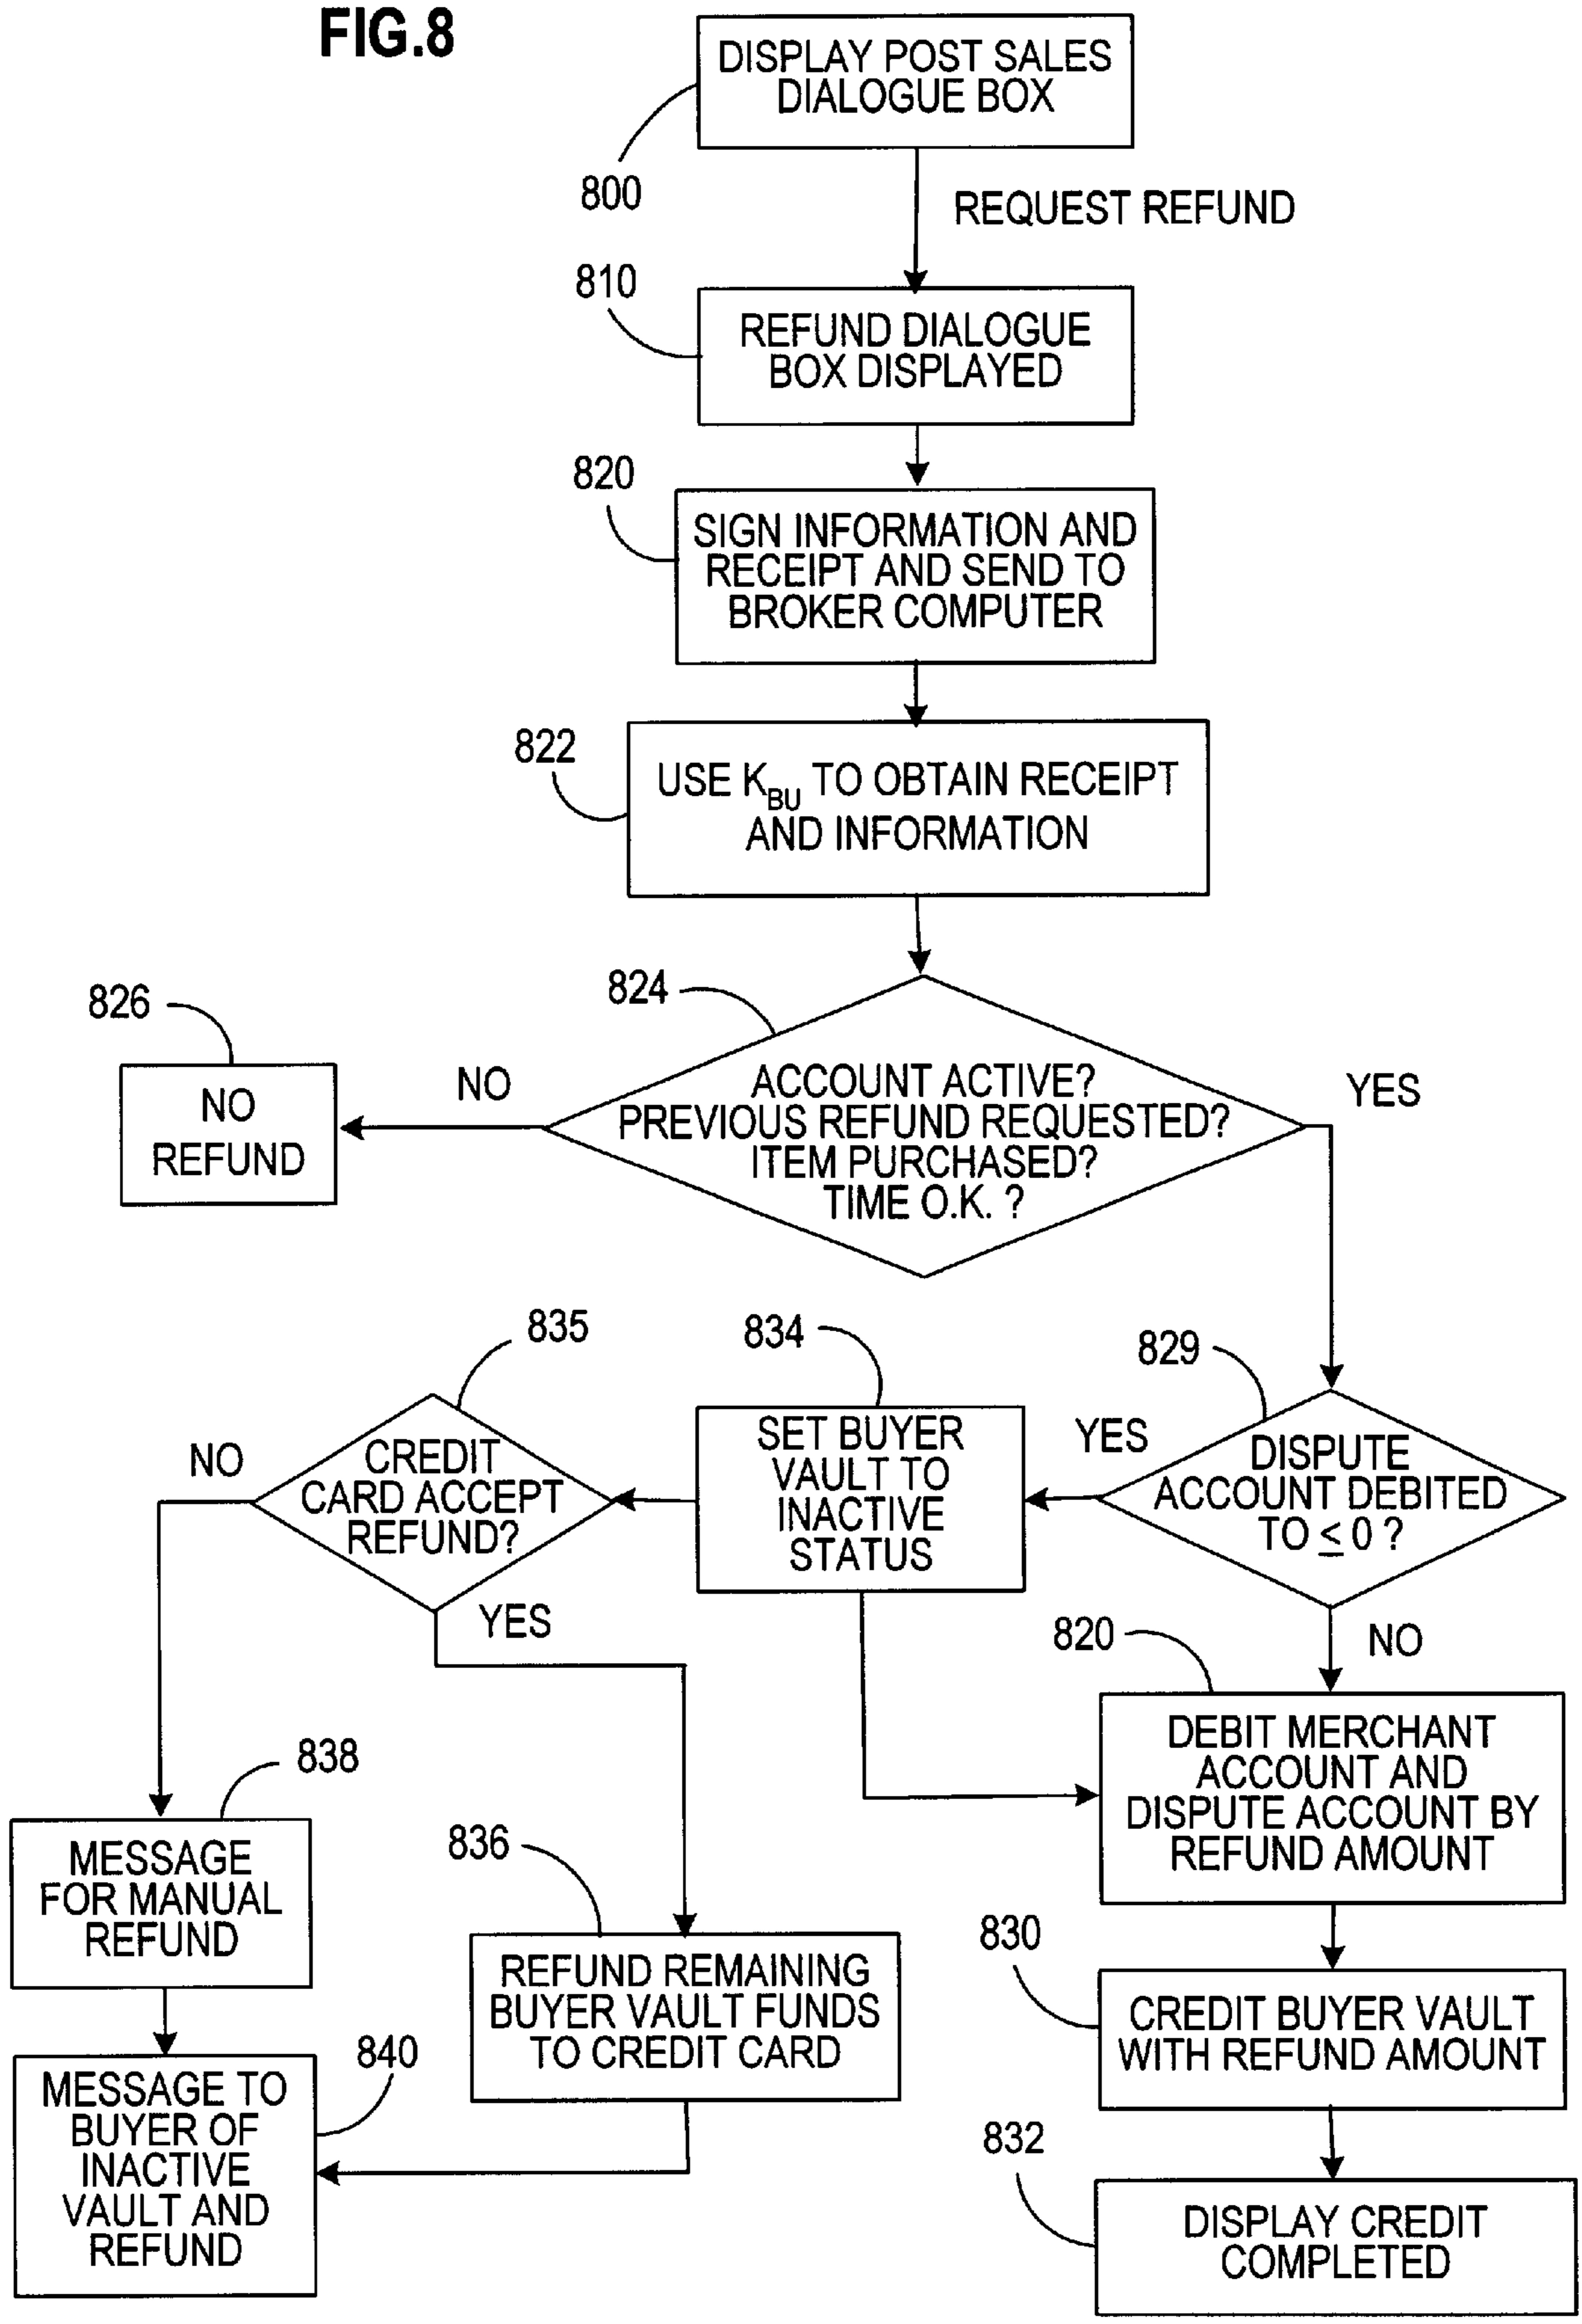 FIG.8
DISPLAY POST SALES
DIALOGUE BOX
800
REQUEST REFUND
810
REFUND DIALOGUE
BOX DISPLAYED
820
SIGN INFORMATION AND
RECEIPT AND SEND TO
BROKER COMPUTER
822
USE KBU TO OBTAIN RECEIPT
AND INFORMATION
824
826
NO
REFUND
NO
ACCOUNT ACTIVE?
PREVIOUS REFUND REQUESTED?
ITEM PURCHASED?
TIME O.K. ?
YES
835
834
829
NO
CREDIT
CARD ACCEPT
REFUND?
YES
SET BUYER
VAULT TO
INACTIVE
STATUS
YES
DISPUTE
ACCOUNT DEBITED
TO ≤ 0 ?
NO
820
DEBIT MERCHANT
ACCOUNT AND
DISPUTE ACCOUNT BY
REFUND AMOUNT
838
MESSAGE
FOR MANUAL
REFUND
836
REFUND REMAINING
BUYER VAULT FUNDS
TO CREDIT CARD
830
CREDIT BUYER VAULT
WITH REFUND AMOUNT
840
MESSAGE TO
BUYER OF
INACTIVE
VAULT AND
REFUND
832
DISPLAY CREDIT
COMPLETED